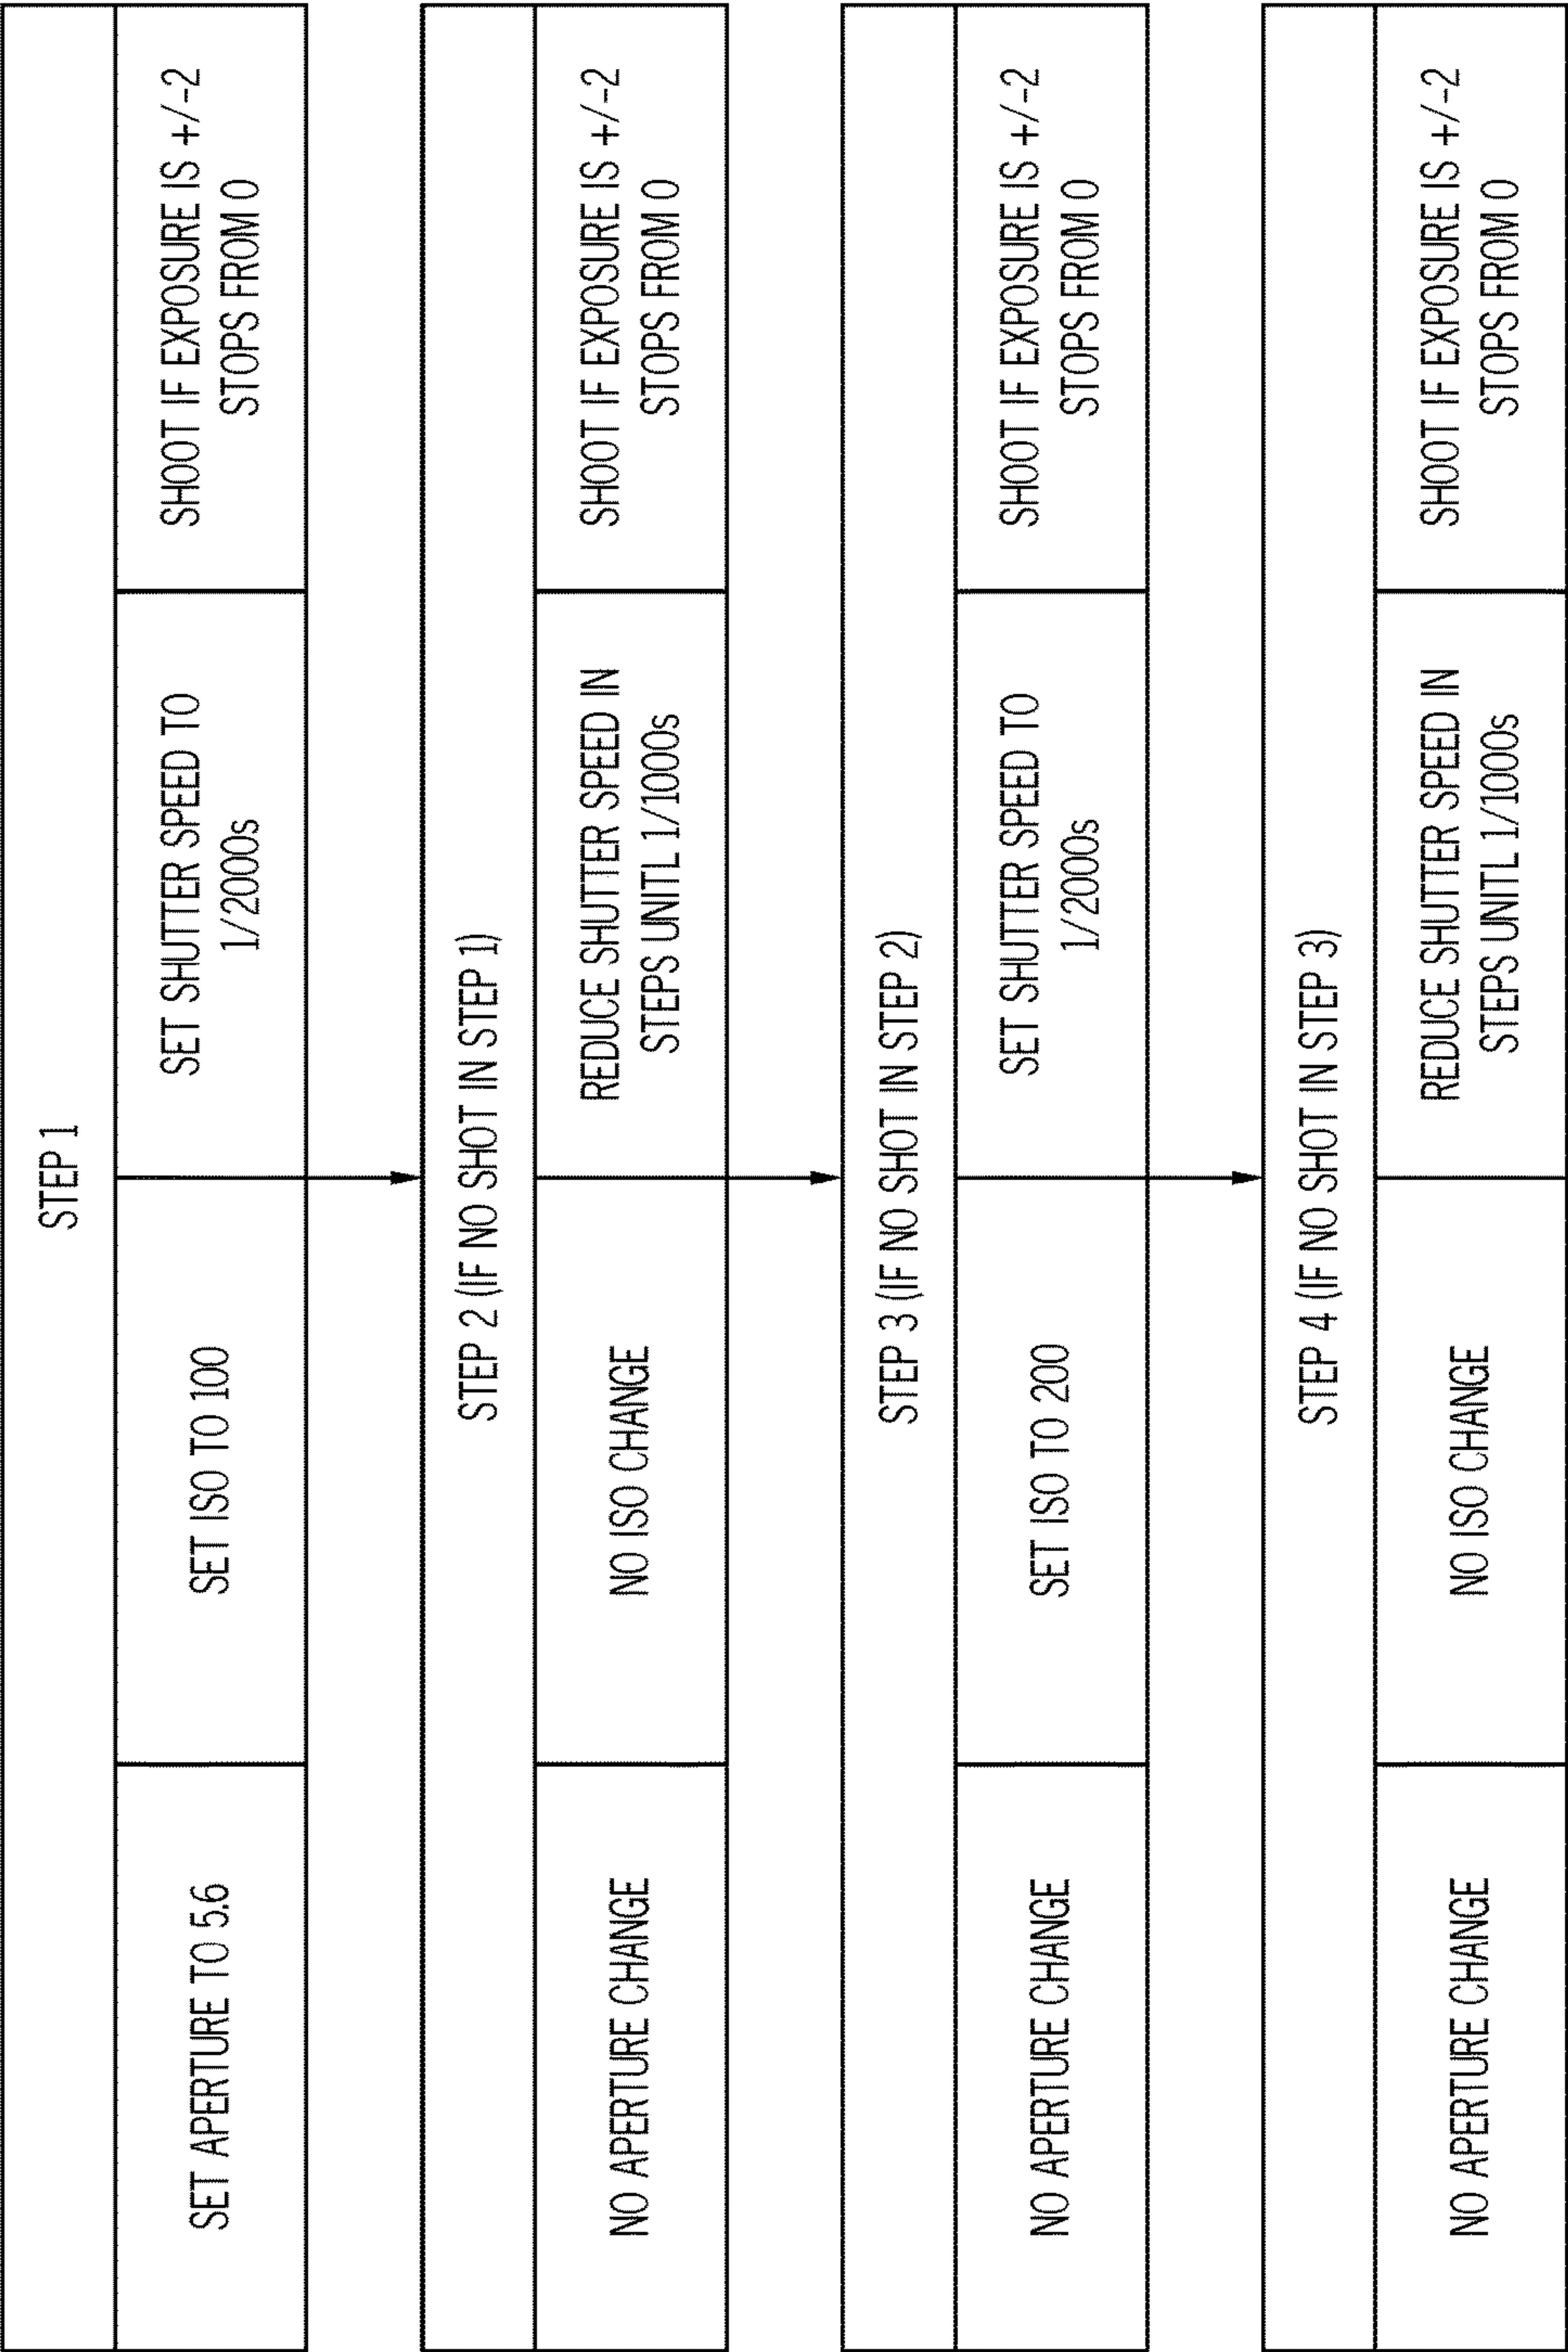 STEP 1
SET APERTURE TO 5.6
SET ISO TO 100
SET SHUTTER SPEED TO
1/2000s
SHOOT IF EXPOSURE IS +/-2
STOPS FROM 0
STEP 2 (IF NO SHOT IN STEP 1)
NO APERTURE CHANGE
NO ISO CHANGE
REDUCE SHUTTER SPEED IN
STEPS UNITL 1/1000s
SHOOT IF EXPOSURE IS +/-2
STOPS FROM 0
STEP 3 (IF NO SHOT IN STEP 2)
NO APERTURE CHANGE
SET ISO TO 200
SET SHUTTER SPEED TO
1/2000s
SHOOT IF EXPOSURE IS +/-2
STOPS FROM 0
STEP 4 (IF NO SHOT IN STEP 3)
NO APERTURE CHANGE
NO ISO CHANGE
REDUCE SHUTTER SPEED IN
STEPS UNITL 1/1000s
SHOOT IF EXPOSURE IS +/-2
STOPS FROM 0